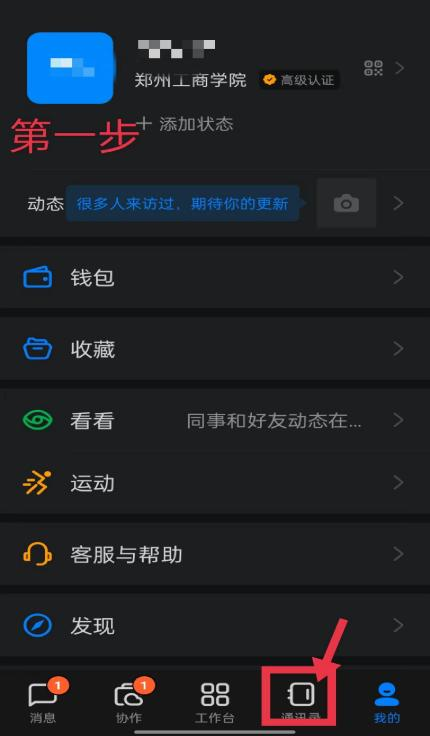 郑州工商学院
高级认证
第一步
+ 添加状态
动态
很多人来访过，期待你的更新
钱包
收藏
看看
同事和好友动态在...
运动
客服与帮助
发现
1
1
消息
协作
工作台
通讯录
我的